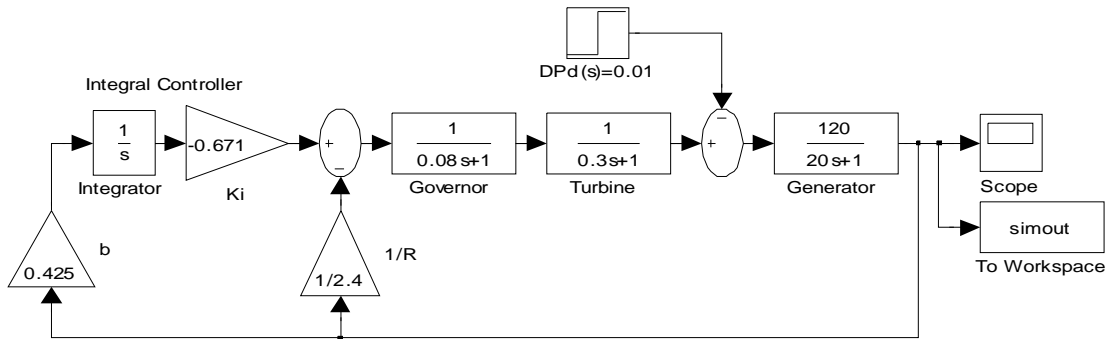 DPd (s)=0.01
Integral Controller
1
s
Integrator
-0.671
Ki
+
−
1
0.08 s+1
Governor
1
0.3s+1
Turbine
−
+
120
20s+1
Generator
Scope
simout
To Workspace
b
0.425
1/R
1/2.4